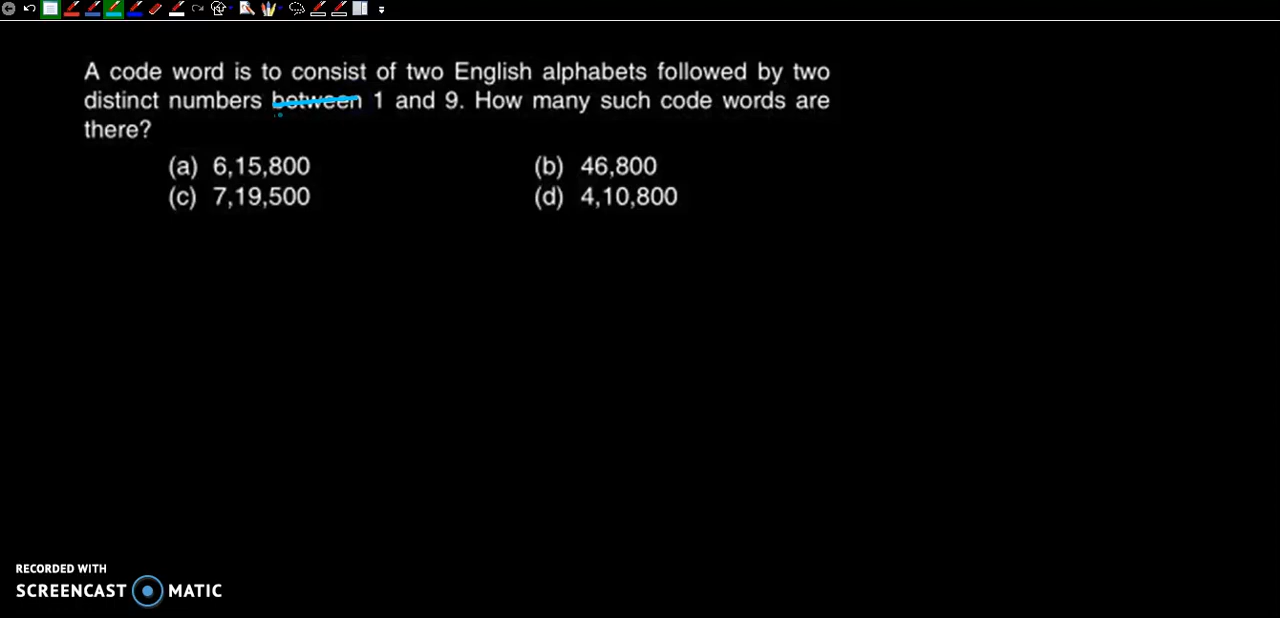 A code word is to consist of two English alphabets followed by two
distinct numbers between 1 and 9. How many such code words are
there?
(a) 6,15,800 (b) 46,800
(c) 7,19,500 (d) 4,10,800
RECORDED WITH
SCREENCAST MATIC